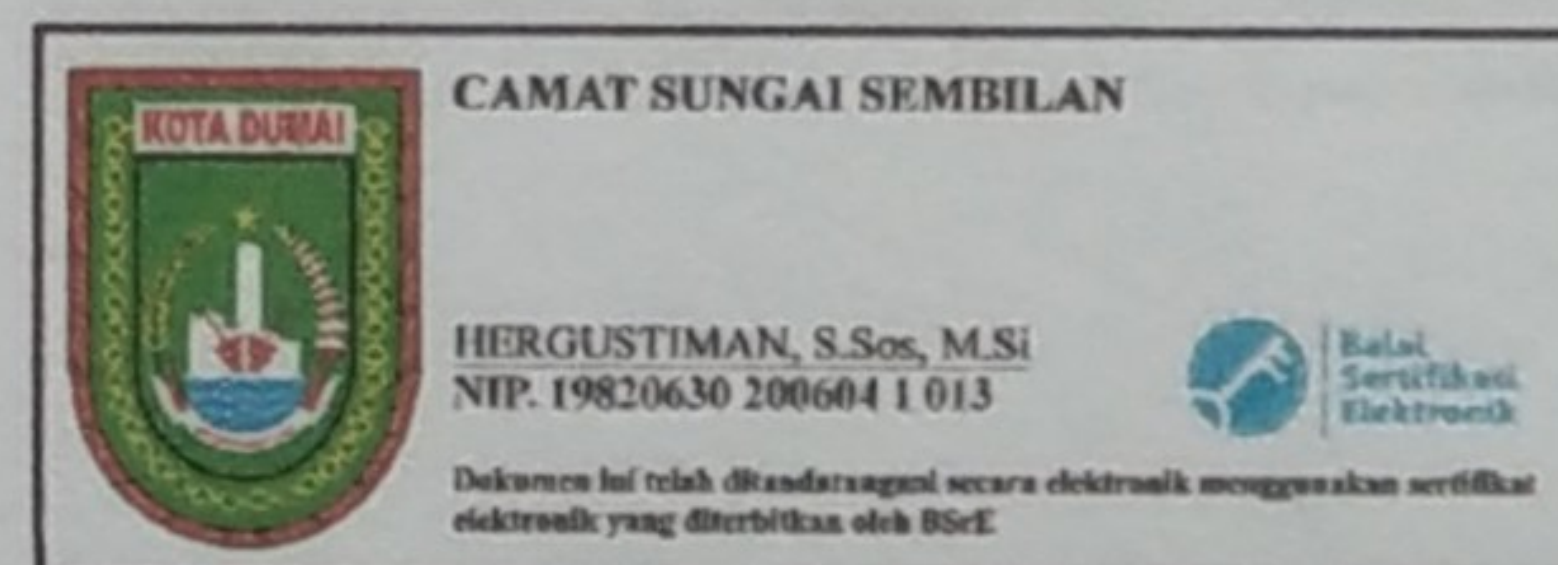 CAMAT SUNGAI SEMBILAN
KOTA DUMAI
HERGUSTIMAN, S.Sos, M.Si
NIP. 19820630 200604 1 013
Balai
Sertifikasi
Elektronik
Dokumen ini telah ditandatangani secara elektronik menggunakan sertifikat
elektronik yang diterbitkan oleh BSrE